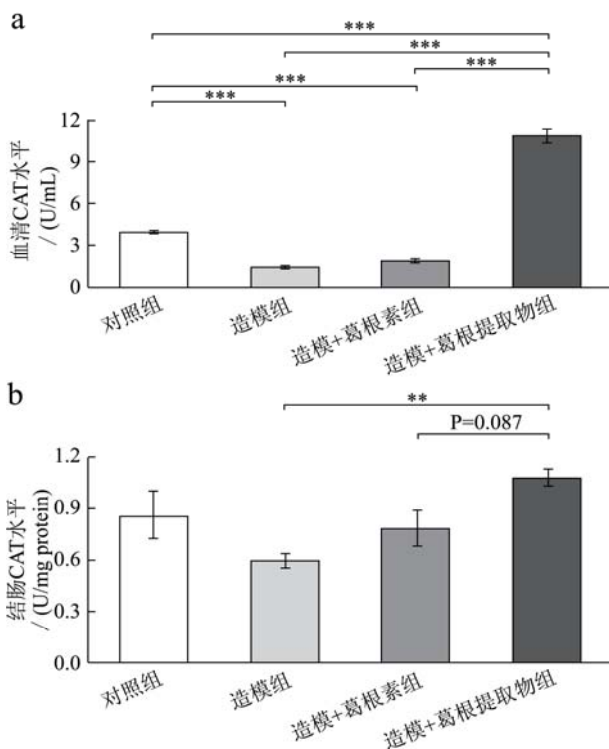 a
***
***
***
***
***
12
9
6
3
0
血清CAT水平
/ (U/mL)
对照组
造模组
造模+葛根素组
造模+葛根提取物组
b
**
P=0.087
1.2
0.9
0.6
0.3
0.0
结肠CAT水平
/ (U/mg protein)
对照组
造模组
造模+葛根素组
造模+葛根提取物组